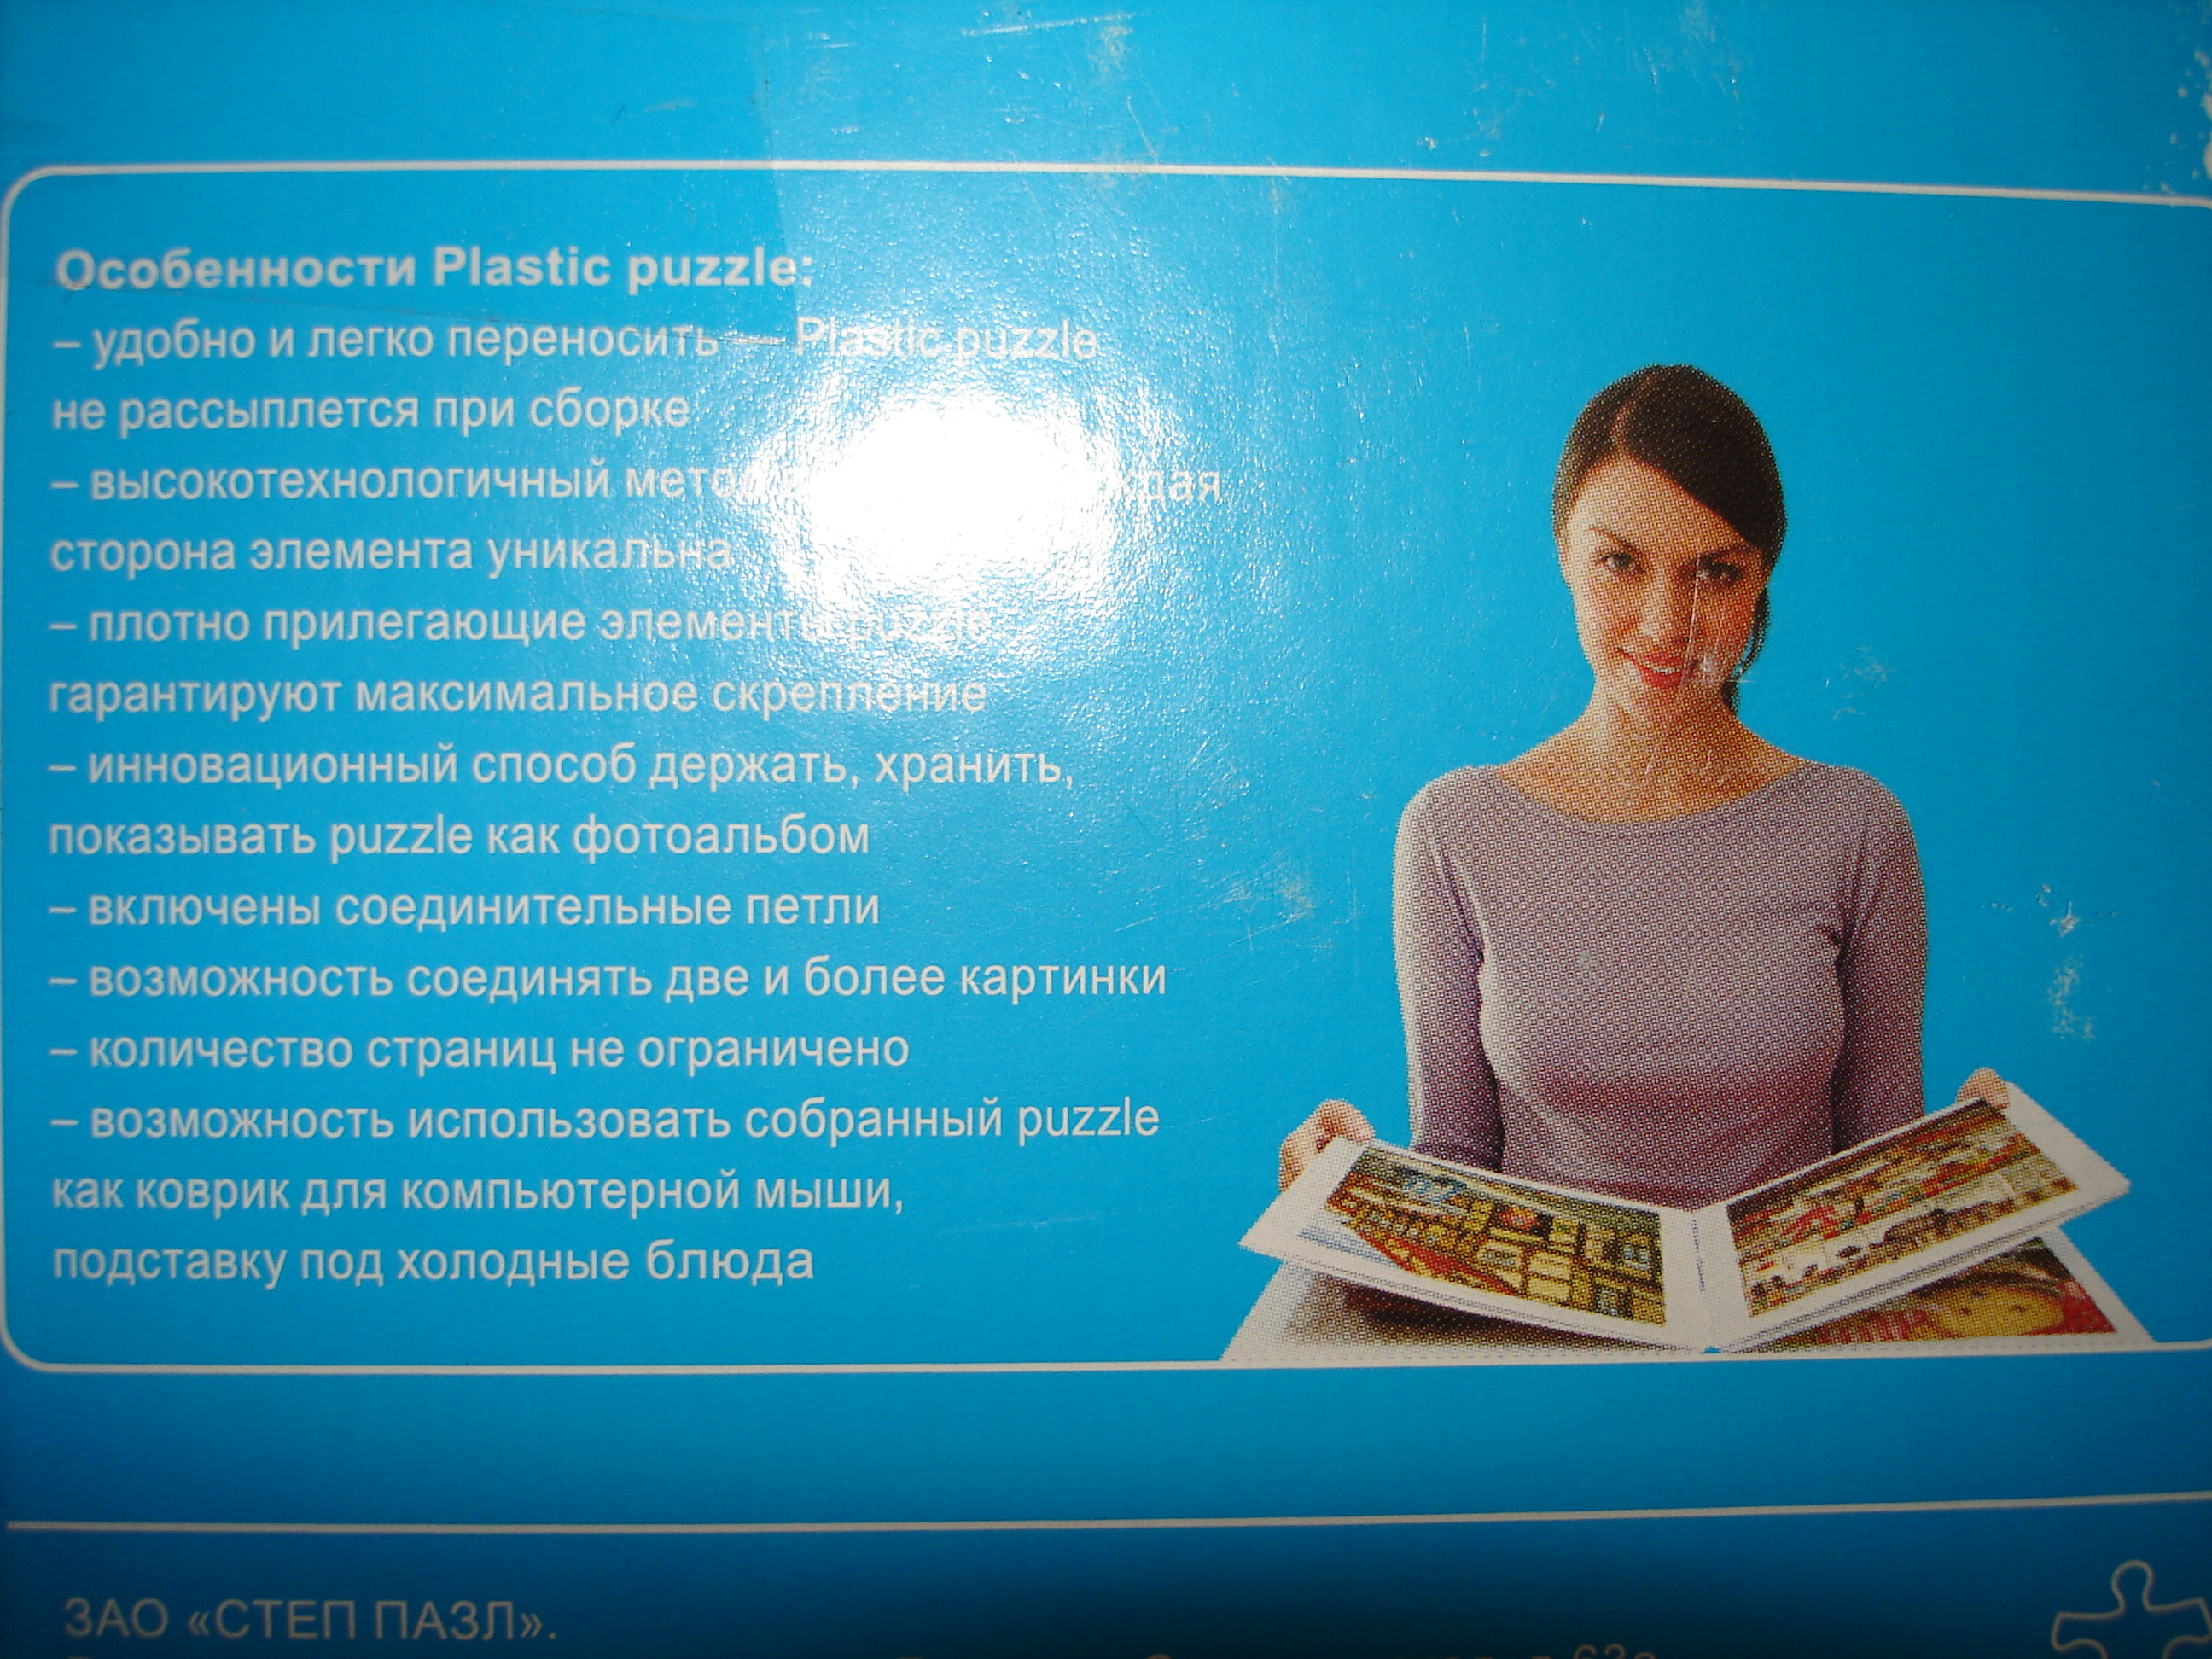 Особенности Plastic puzzle:
– удобно и легко переносить – Plastic puzzle
не рассыплется при сборке
– высокотехнологичный метод
сторона элемента уникальна
– плотно прилегающие элементы puzzle
гарантируют максимальное скрепление
– инновационный способ держать, хранить,
показывать puzzle как фотоальбом
– включены соединительные петли
– возможность соединять две и более картинки
– количество страниц не ограничено
– возможность использовать собранный puzzle
как коврик для компьютерной мыши,
подставку под холодные блюда
ЗАО «СТЕП ПАЗЛ».